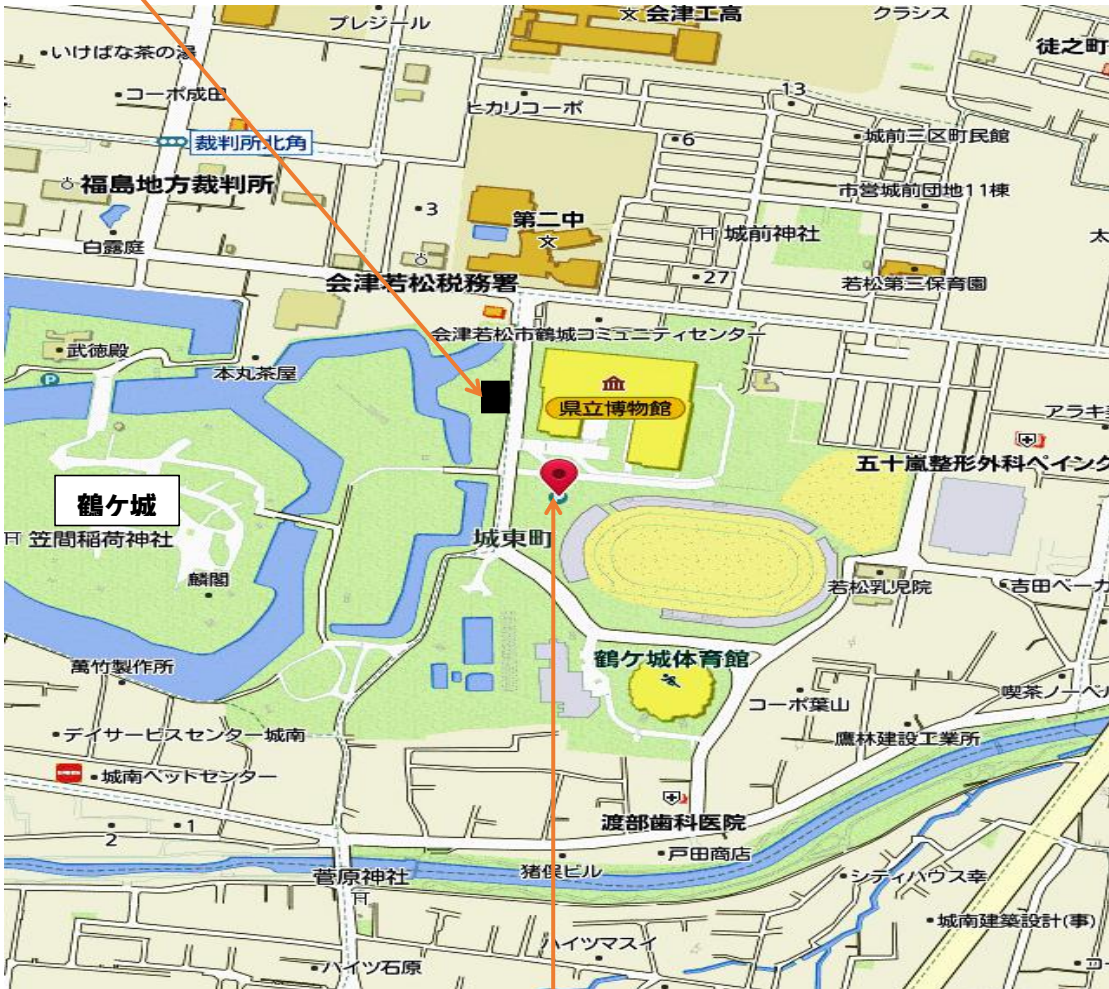 プレジール
会津工高
クラシス
いけばな茶の湯
徒之町
コーポ成田
ヒカリコーポ
13
裁判所北角
6
城前三区町民館
福島地方裁判所
3
市営城前団地11棟
第二中
城前神社
太
白露庭
会津若松税務署
27
若松第三保育園
会津若松市鶴城コミュニティセンター
武徳殿
P
本丸茶屋
県立博物館
アラキ
五十嵐整形外科ペインク
鶴ケ城
笠間稲荷神社
城東町
麟閣
若松乳児院
吉田ベーカ
萬竹製作所
鶴ケ城体育館
コーポ葉山
喫茶ノーベル
デイサービスセンター城南
鷹林建設工業所
城南ペットセンター
2
1
渡部歯科医院
戸田商店
菅原神社
猪俣ビル
シティハウス幸
城南建築設計(事)
ハイツマスイ
ハイツ石原
コー